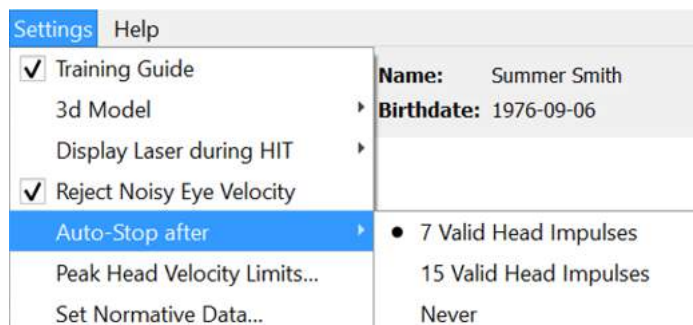 Settings Help
Training Guide
Name: Summer Smith
3d Model
Birthdate: 1976-09-06
Display Laser during HIT
Reject Noisy Eye Velocity
Auto-Stop after
7 Valid Head Impulses
Peak Head Velocity Limits...
15 Valid Head Impulses
Set Normative Data...
Never